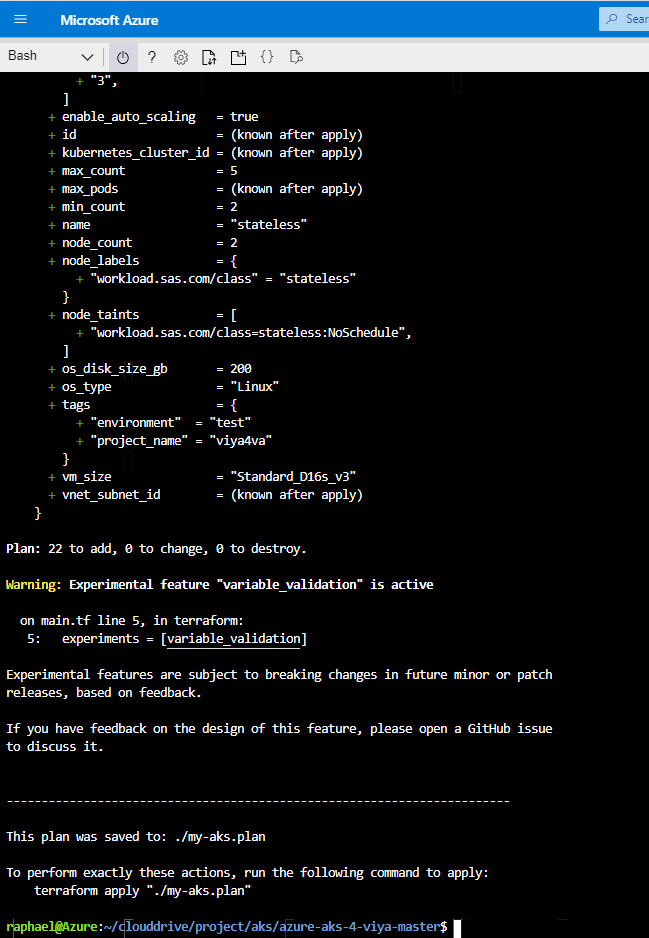 Microsoft Azure
Sear
Bash
?
{}
+ "3",
]
+ enable_auto_scaling = true
+ id = (known after apply)
+ kubernetes_cluster_id = (known after apply)
+ max_count = 5
+ max_pods = (known after apply)
+ min_count = 2
+ name = "stateless"
+ node_count = 2
+ node_labels = {
+ "workload.sas.com/class" = "stateless"
}
+ node_taints = [
+ "workload.sas.com/class=stateless:NoSchedule",
]
+ os_disk_size_gb = 200
+ os_type = "Linux"
+ tags = {
+ "environment" = "test"
+ "project_name" = "viya4va"
}
+ vm_size = "Standard_D16s_v3"
+ vnet_subnet_id = (known after apply)
}
Plan: 22 to add, 0 to change, 0 to destroy.
Warning: Experimental feature "variable_validation" is active
on main.tf line 5, in terraform:
5: experiments = [variable_validation]
Experimental features are subject to breaking changes in future minor or patch
releases, based on feedback.
If you have feedback on the design of this feature, please open a GitHub issue
to discuss it.
------------------------------------------------------------------------
This plan was saved to: ./my-aks.plan
To perform exactly these actions, run the following command to apply:
terraform apply "./my-aks.plan"
raphael@Azure:~/clouddrive/project/aks/azure-aks-4-viya-master$